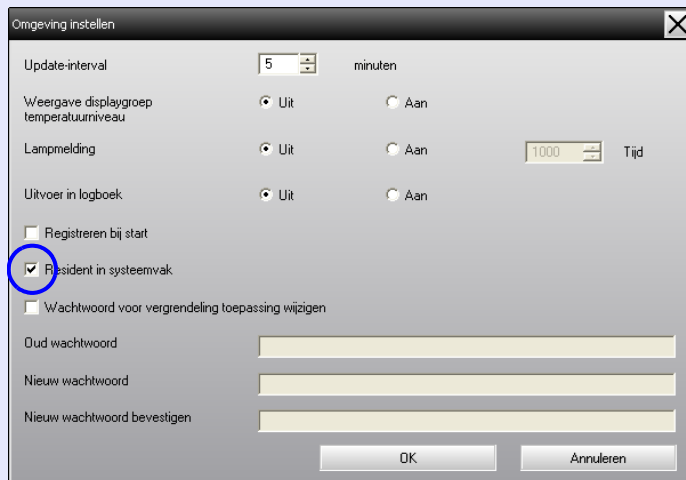 Omgeving instellen
Update-interval 5 minuten
Weergave displaygroep
temperatuurniveau Uit Aan
Lampmelding Uit Aan 1000 Tijd
Uitvoer in logboek Uit Aan
Registreren bij start
Resident in systeemvak
Wachtwoord voor vergrendeling toepassing wijzigen
Oud wachtwoord
Nieuw wachtwoord
Nieuw wachtwoord bevestigen
OK Annuleren